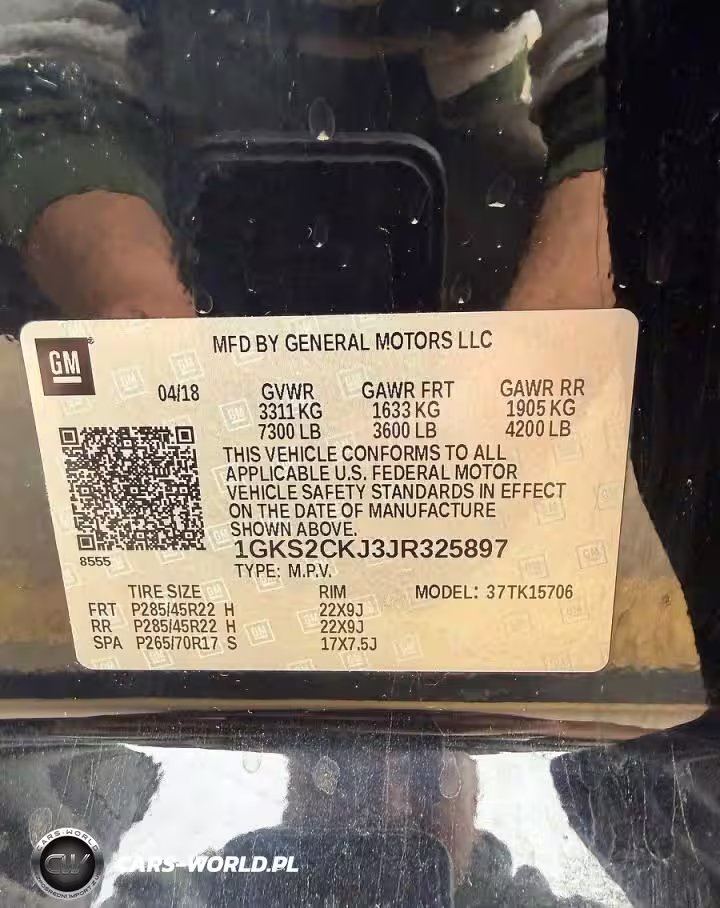 GM
MFD BY GENERAL MOTORS LLC
04/18 GVWR GAWR FRT GAWR RR
3311 KG 1633 KG 1905 KG
7300 LB 3600 LB 4200 LB
THIS VEHICLE CONFORMS TO ALL
APPLICABLE U.S. FEDERAL MOTOR
VEHICLE SAFETY STANDARDS IN EFFECT
ON THE DATE OF MANUFACTURE
SHOWN ABOVE.
1GKS2CKJ3JR325897
8555
TYPE: M.P.V.
TIRE SIZE RIM MODEL: 37TK15706
FRT P285/45R22 H 22X9J
RR P285/45R22 H 22X9J
SPA P265/70R17 S 17X7.5J
CARS-WORLD
CW
CARS-WORLD.PL